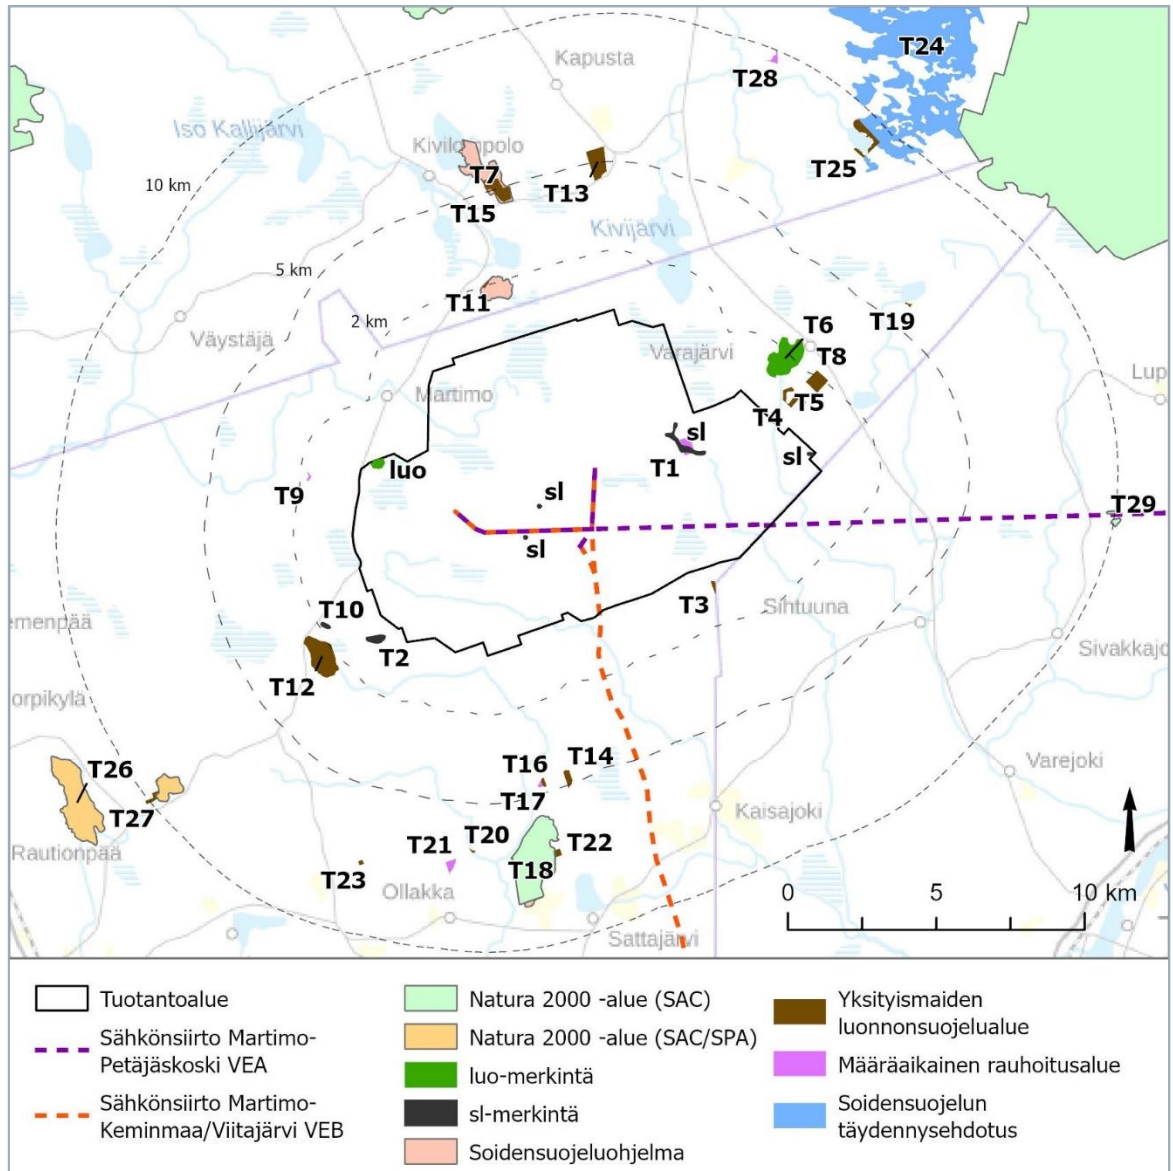 T24
Kapusta
T28
Iso Kallijärvi
Kivilompolo
T7
T25
10 km
T13
T15
Kivijärvi
5 km
T11
2 km
T19
T6
Väystäjä
Varajärvi
T8
Lup
Martimo
T5
T4
sl
luo
T1
sl
T9
sl
T29
sl
T3
Sihtuuna
T10
emenpää
T2
Sivakkajo
T12
orpikylä
T26
T16
T14
Varejoki
T27
T17
Kaisajoki
Rautionpää
T21
T20
T22
T23
T18
Ollakka
0 5 10 km
Sattajärvi
Tuotantoalue
Sähkönsiirto Martimo-
Petäjäskoski VEA
Sähkönsiirto Martimo-
Keminmaa/Viitajärvi VEB
Natura 2000 -alue (SAC)
Natura 2000 -alue (SAC/SPA)
luo-merkintä
sl-merkintä
Soidensuojeluohjelma
Yksityismaiden
luonnonsuojelualue
Määräaikainen rauhoitusalue
Soidensuojelun
täydennysehdotus